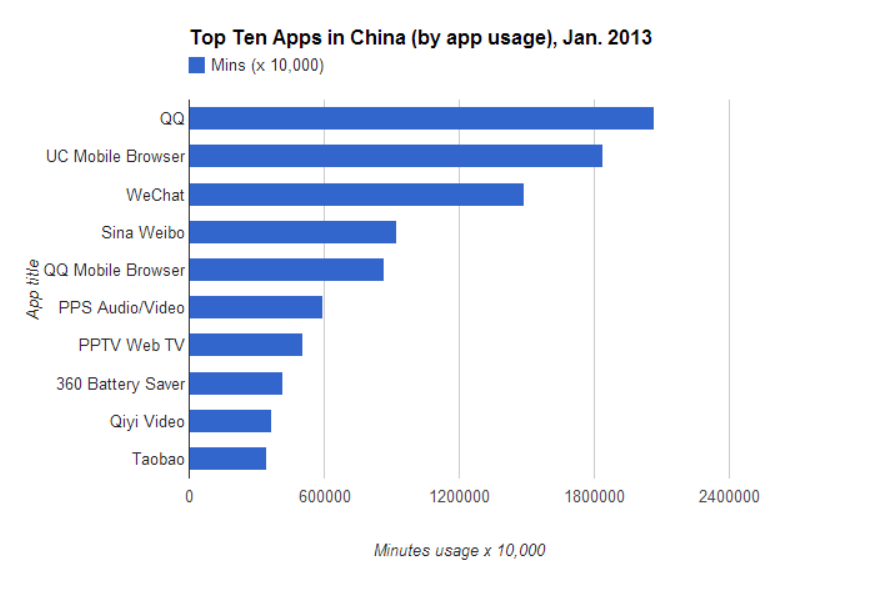 Top Ten Apps in China (by app usage), Jan. 2013
Mins (x 10,000)
App title
QQ
UC Mobile Browser
WeChat
Sina Weibo
QQ Mobile Browser
PPS Audio/Video
PPTV Web TV
360 Battery Saver
Qiyi Video
Taobao
0 600000 1200000 1800000 2400000
Minutes usage x 10,000